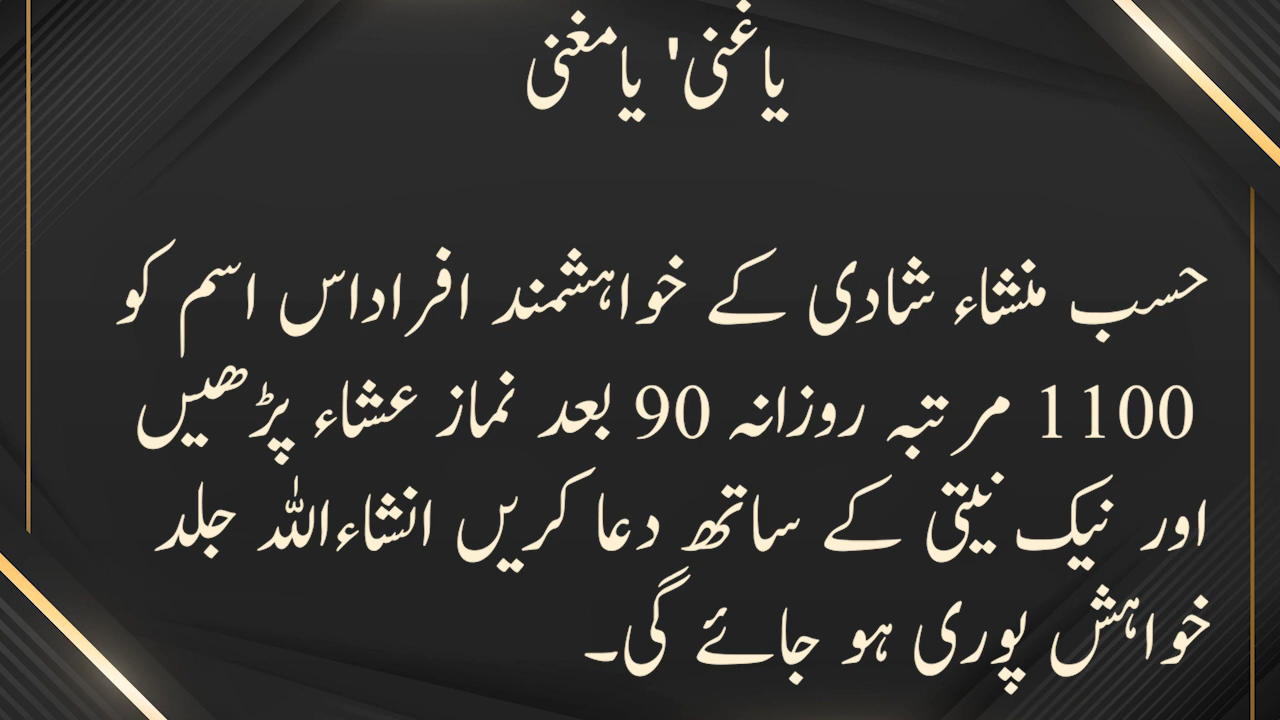 یاغنی' یامغنی
حسب منشاء شادی کے خواہشمند افراداس اسم کو
1100 مرتبہ روزانہ 90 بعد نماز عشاء پڑھیں
اور نیک نیتی کے ساتھ دعا کریں انشاءاللہ جلد
خواہش پوری ہو جائے گی۔